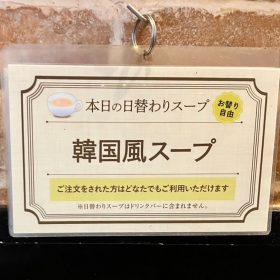 本日の日替わりスープ
お替り
自由
韓国風スープ
ご注文をされた方はどなたでもご利用いただけます
※日替わりスープはドリンクバーに含まれません。